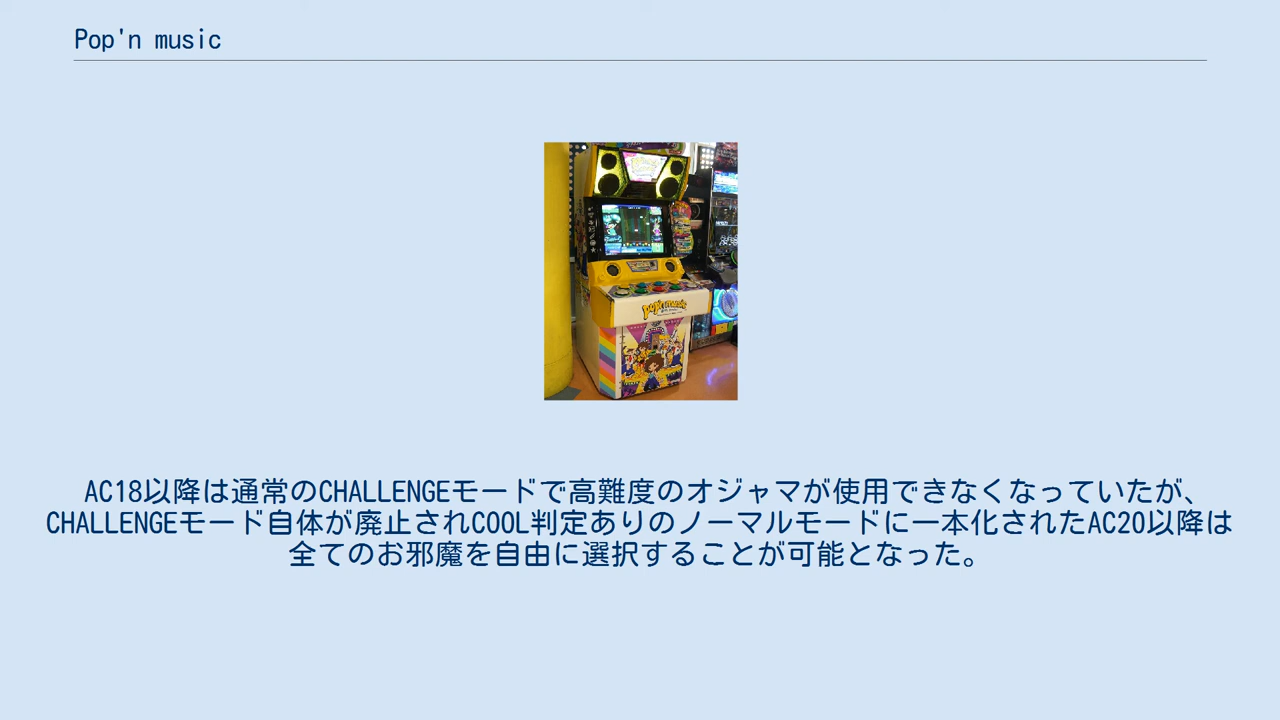 Pop'n music
pop'n music
AC18以降は通常のCHALLENGEモードで高難度のオジャマが使用できなくなっていたが、
CHALLENGEモード自体が廃止されCOOL判定ありのノーマルモードに一本化されたAC20以降は
全てのお邪魔を自由に選択することが可能となった。